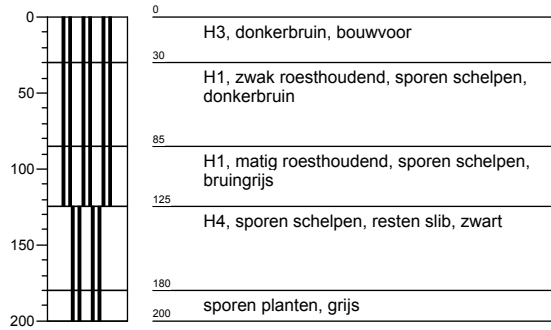 0
0
H3, donkerbruin, bouwvoor
30
H1, zwak roesthoudend, sporen schelpen,
donkerbruin
50
85
H1, matig roesthoudend, sporen schelpen,
bruingrijs
100
125
H4, sporen schelpen, resten slib, zwart
150
180
sporen planten, grijs
200
200